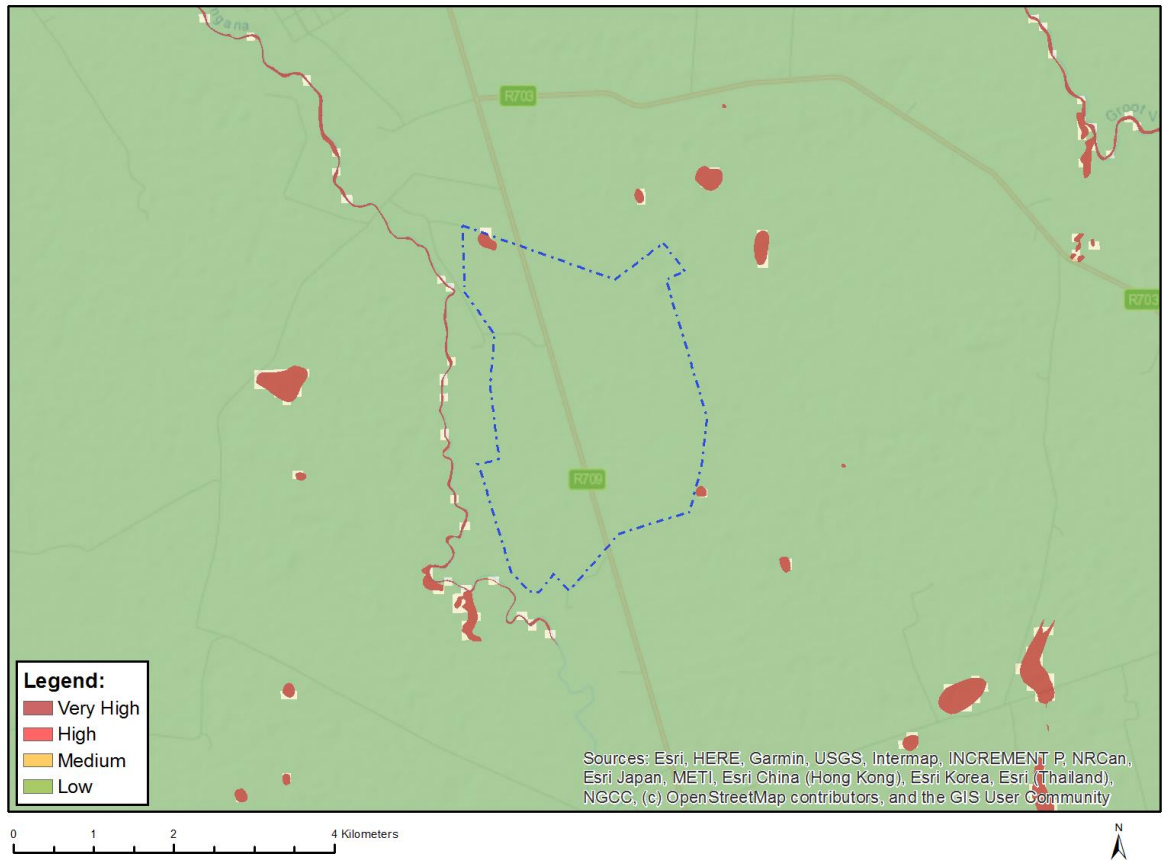 ngana
R703
Groot V
R703
R709
Legend:
Very High
High
Medium
Low
Sources: Esri, HERE, Garmin, USGS, Intermap, INCREMENT P, NRCan,
Esri Japan, METI, Esri China (Hong Kong), Esri Korea, Esri (Thailand),
NGCC, (c) OpenStreetMap contributors, and the GIS User Community
0 1 2 4 Kilometers
N